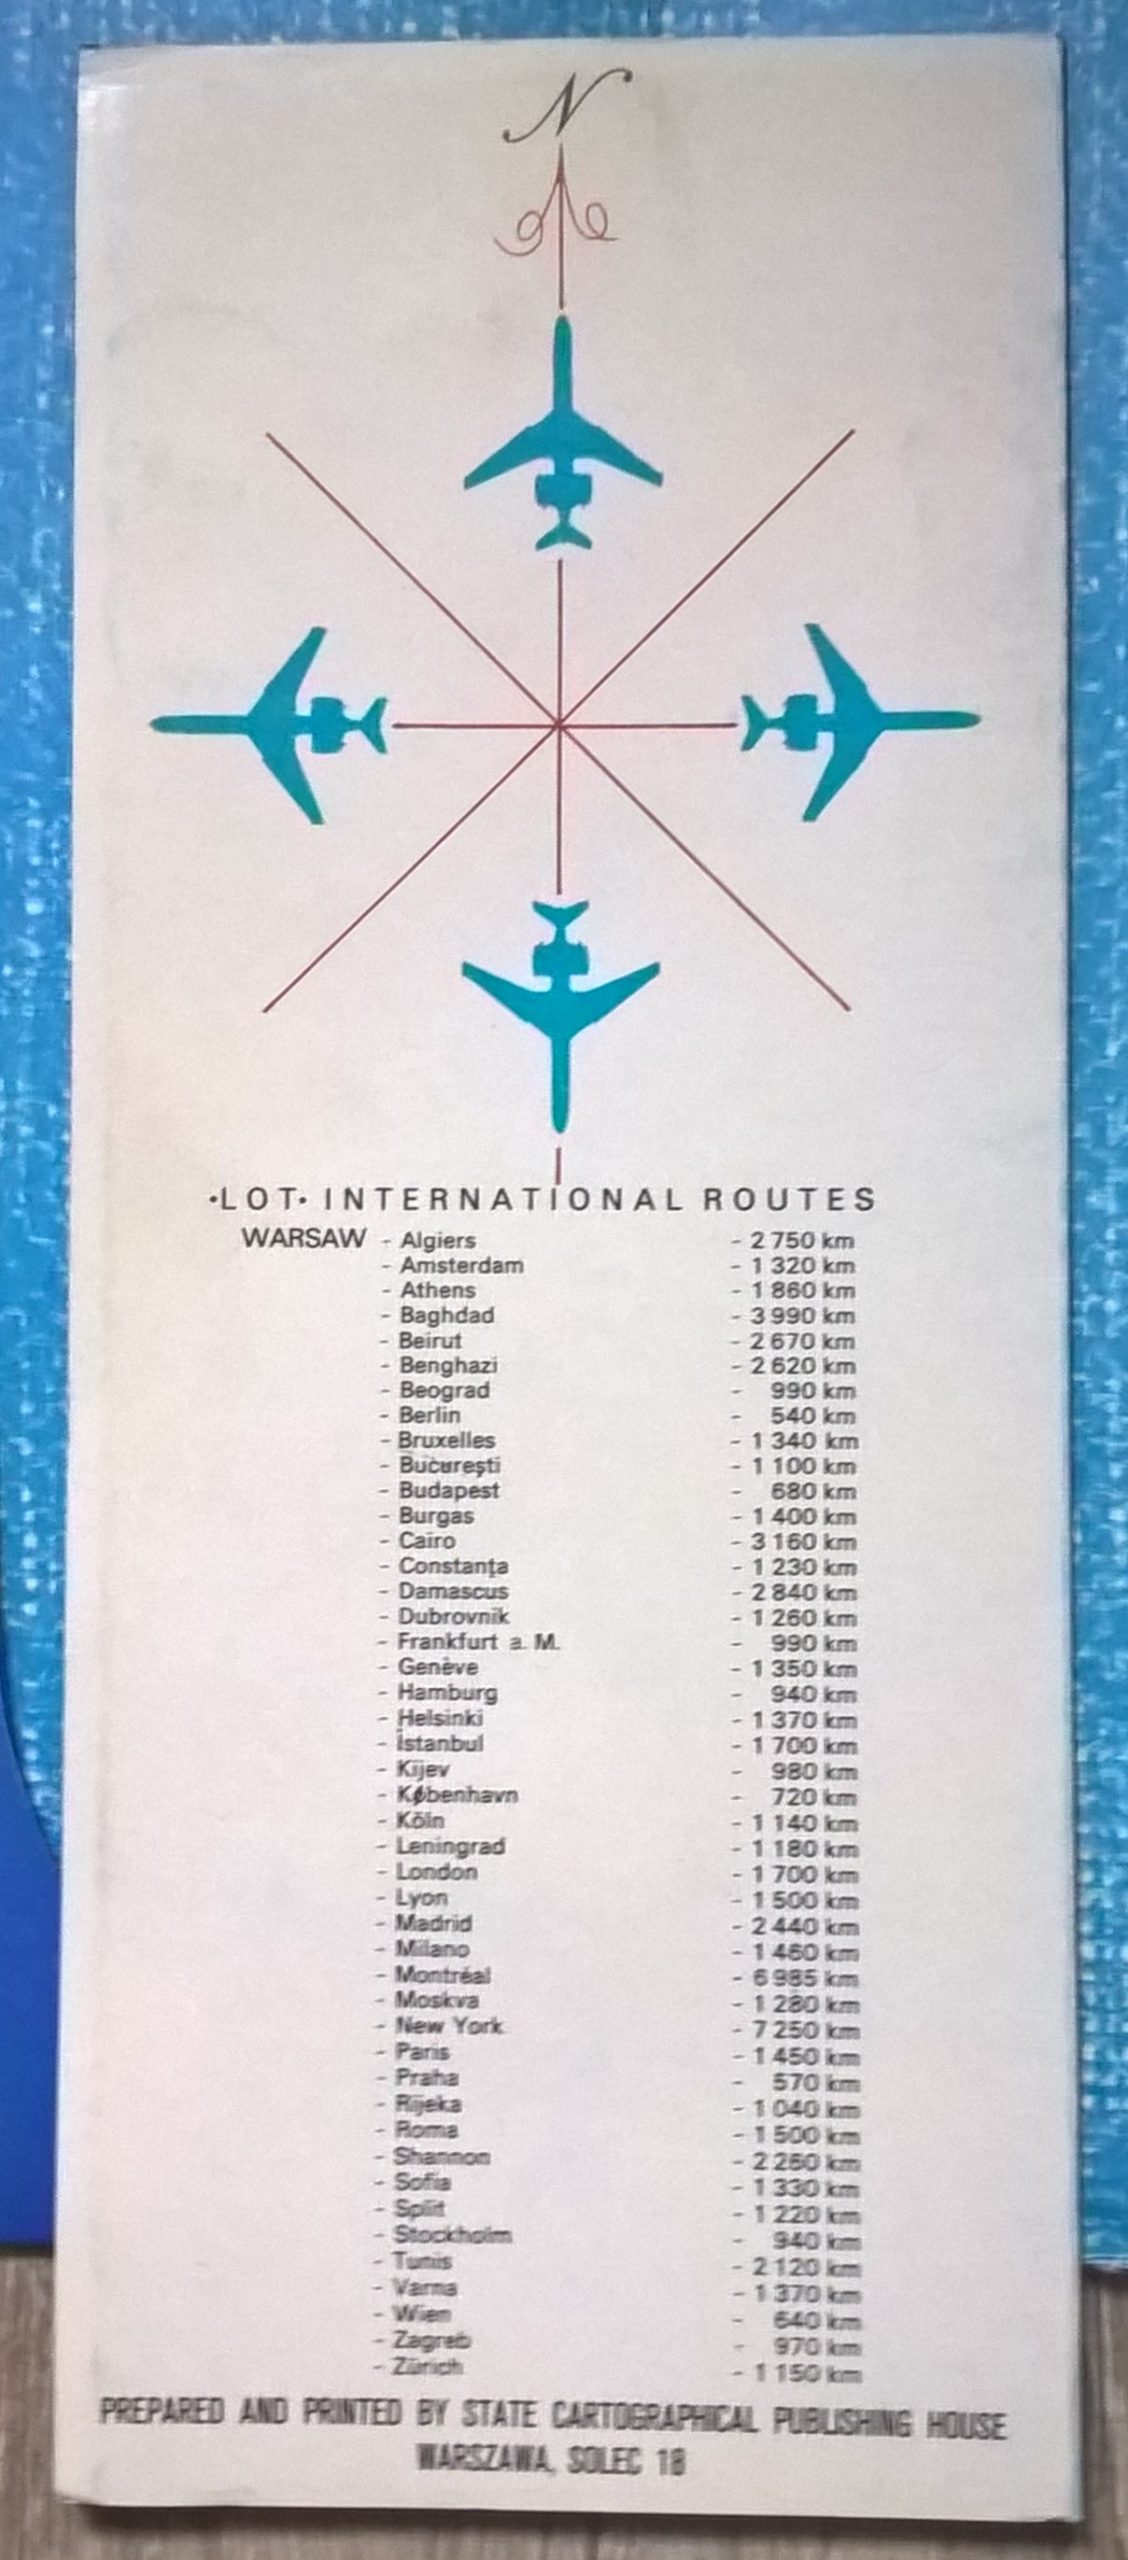 N
•LOT• INTERNATIONAL ROUTES
WARSAW - Algiers - 2 750 km
- Amsterdam - 1 320 km
- Athens - 1 860 km
- Baghdad - 3 990 km
- Beirut - 2 670 km
- Benghazi - 2 620 km
- Beograd - 990 km
- Berlin - 540 km
- Bruxelles - 1 340 km
- Bucureşti - 1 100 km
- Budapest - 680 km
- Burgas - 1 400 km
- Cairo - 3 160 km
- Constanţa - 1 230 km
- Damascus - 2 840 km
- Dubrovnik - 1 260 km
- Frankfurt a. M. - 990 km
- Genève - 1 350 km
- Hamburg - 940 km
- Helsinki - 1 370 km
- İstanbul - 1 700 km
- Kijev - 980 km
- København - 720 km
- Köln - 1 140 km
- Leningrad - 1 180 km
- London - 1 700 km
- Lyon - 1 500 km
- Madrid - 2 440 km
- Milano - 1 460 km
- Montréal - 6 985 km
- Moskva - 1 280 km
- New York - 7 250 km
- Paris - 1 450 km
- Praha - 570 km
- Rijeka - 1 040 km
- Roma - 1 500 km
- Shannon - 2 260 km
- Sofia - 1 330 km
- Split - 1 220 km
- Stockholm - 940 km
- Tunis - 2 120 km
- Varna - 1 370 km
- Wien - 640 km
- Zagreb - 970 km
- Zürich - 1 150 km
PREPARED AND PRINTED BY STATE CARTOGRAPHICAL PUBLISHING HOUSE
WARSZAWA, SOLEC 18